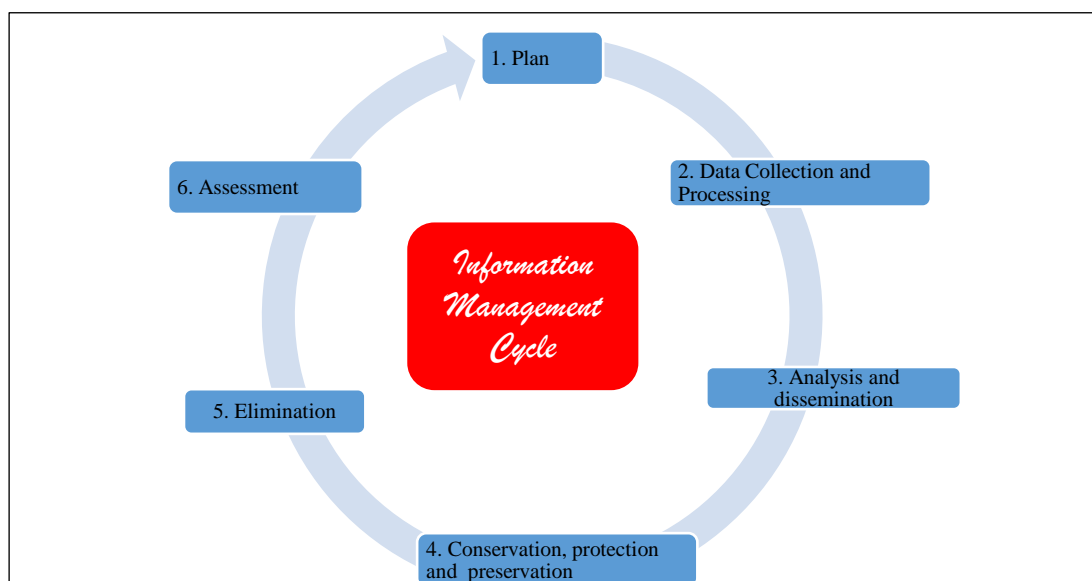 1. Plan
2. Data Collection and
Processing
3. Analysis and
dissemination
4. Conservation, protection
and preservation
5. Elimination
6. Assessment
Information
Management
Cycle